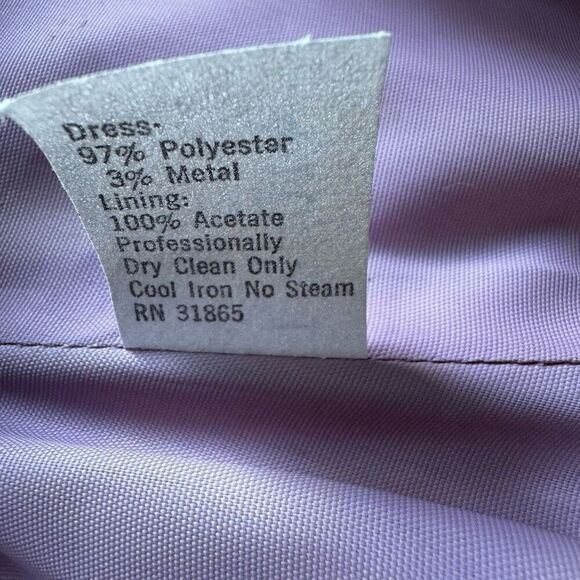 Dress-
97% Polyester
3% Metal
Lining:
100% Acetate
Professionally
Dry Clean Only
Cool Iron No Steam
RN 31865